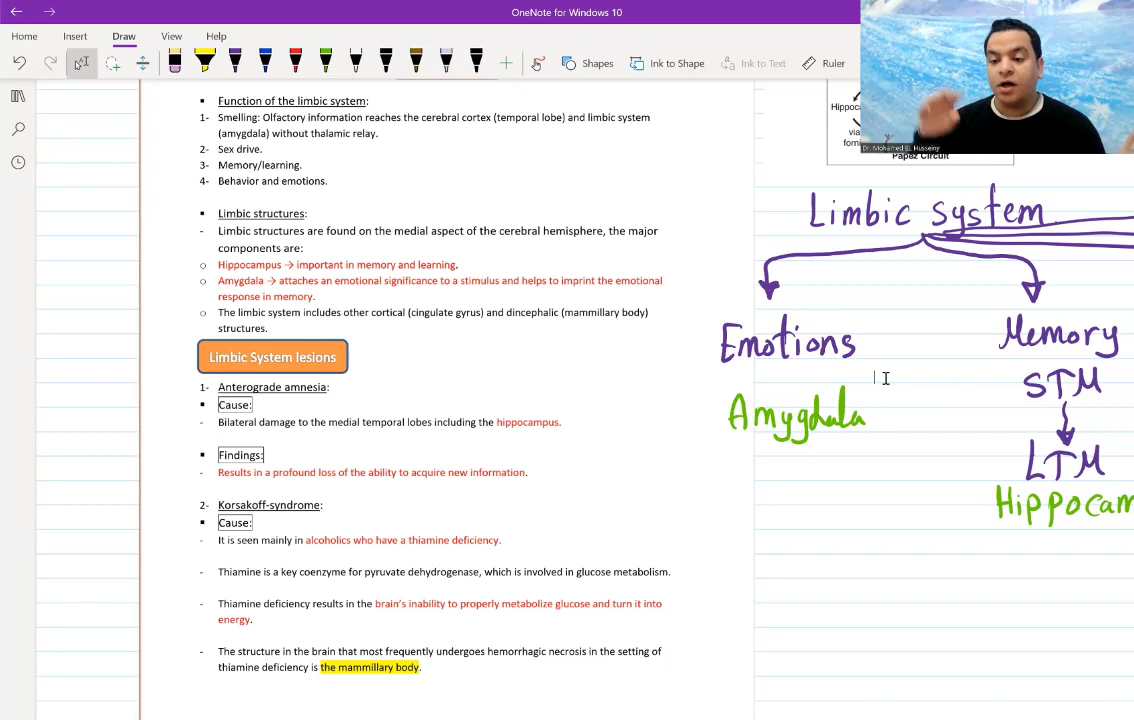 OneNote for Windows 10
Home Insert Draw View Help
Shapes Ink to Shape Ink to Text Ruler
▪ Function of the limbic system:
1- Smelling: Olfactory information reaches the cerebral cortex (temporal lobe) and limbic system
(amygdala) without thalamic relay.
2- Sex drive.
3- Memory/learning.
4- Behavior and emotions.
▪ Limbic structures:
- Limbic structures are found on the medial aspect of the cerebral hemisphere, the major
components are:
o Hippocampus → important in memory and learning.
o Amygdala → attaches an emotional significance to a stimulus and helps to imprint the emotional
response in memory.
o The limbic system includes other cortical (cingulate gyrus) and dincephalic (mammillary body)
structures.
Limbic System lesions
1- Anterograde amnesia:
▪ Cause:
- Bilateral damage to the medial temporal lobes including the hippocampus.
▪ Findings:
- Results in a profound loss of the ability to acquire new information.
2- Korsakoff-syndrome:
▪ Cause:
- It is seen mainly in alcoholics who have a thiamine deficiency.
- Thiamine is a key coenzyme for pyruvate dehydrogenase, which is involved in glucose metabolism.
- Thiamine deficiency results in the brain's inability to properly metabolize glucose and turn it into
energy.
- The structure in the brain that most frequently undergoes hemorrhagic necrosis in the setting of
thiamine deficiency is the mammillary body.
Hippoc
via
forni
Papez Circuit
Dr. Mohamed EL Husseiny
Limbic system
Emotions
Amygdala
Memory
STM
LTM
Hippocam